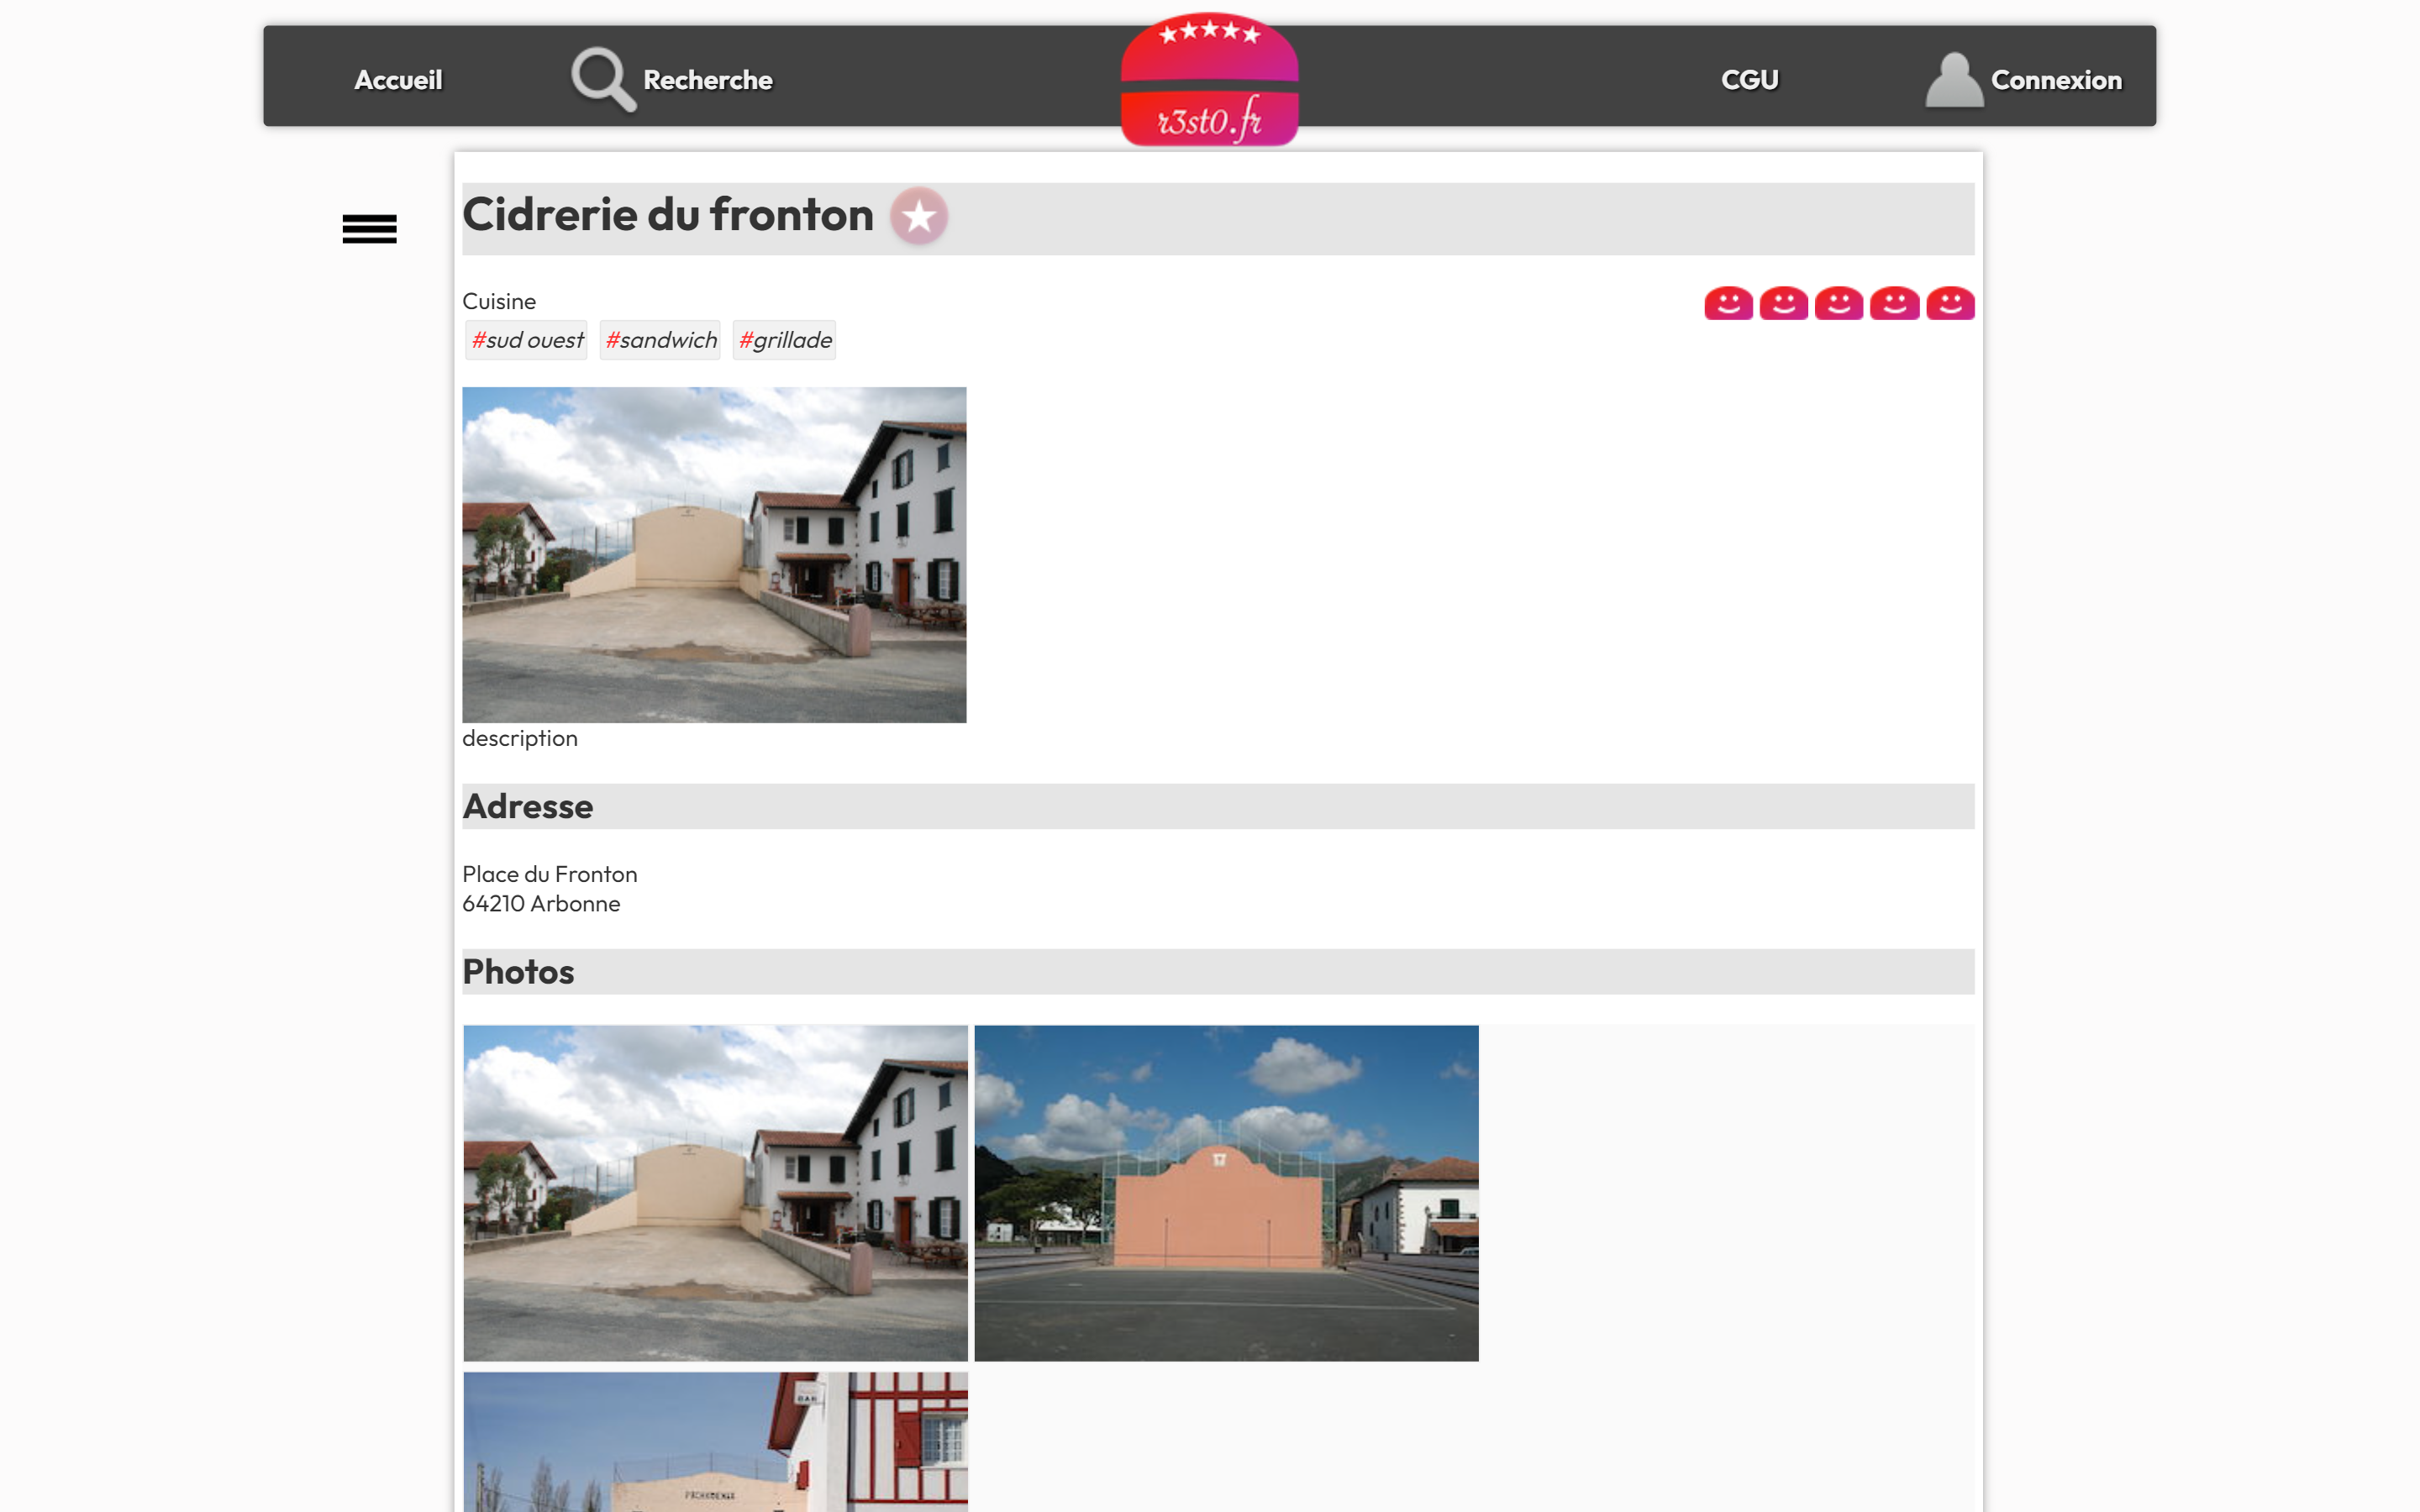 Accueil
Recherche
r3st0.fr
CGU
Connexion
Cidrerie du fronton
Cuisine
#sud ouest #sandwich #grillade
description
Adresse
Place du Fronton
64210 Arbonne
Photos
BAR